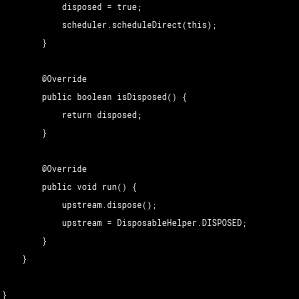 disposed = true;
scheduler.scheduleDirect(this);
}
@Override
public boolean isDisposed() {
return disposed;
}
@Override
public void run() {
upstream.dispose();
upstream = DisposableHelper.DISPOSED;
}
}
}